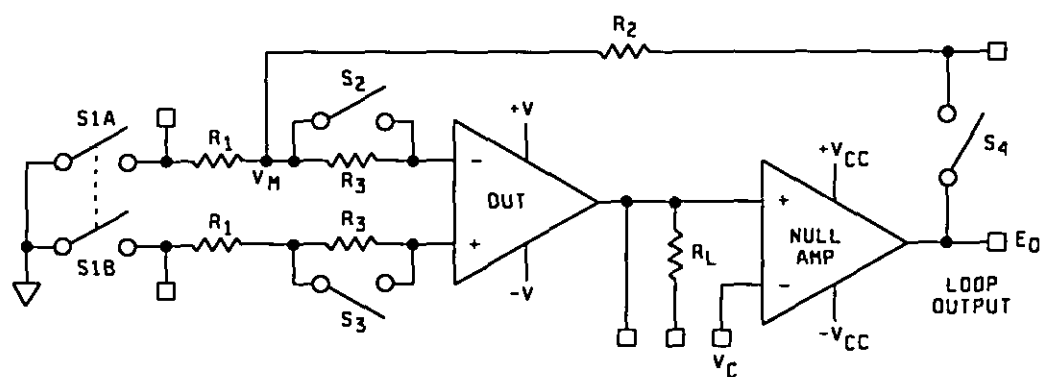 R2
S2
S1A
+V
R1
VM
R3
-
DUT
+VCC
S4
+
NULL
AMP
E0
R1
R3
+
RL
-
LOOP
OUTPUT
S1B
S3
-V
VC
-VCC